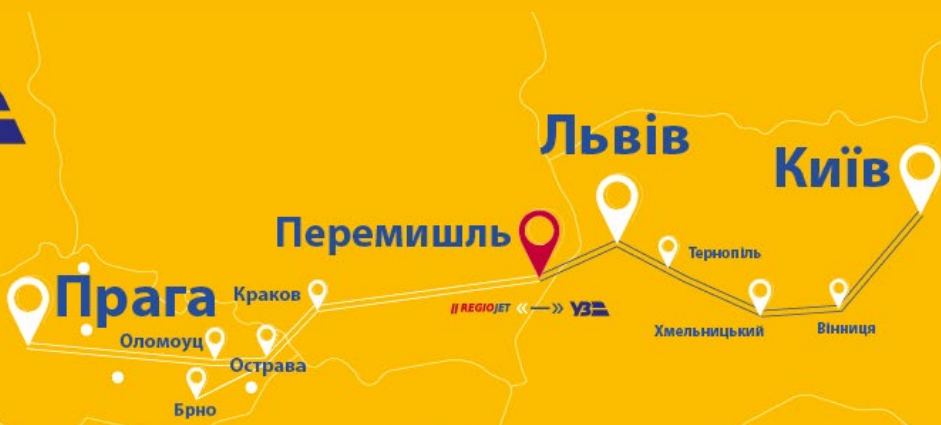 Львів
Київ
Перемишль
Тернопіль
Прага
Краков
REGIOJET «—» УЗ
Хмельницький
Вінниця
Оломоуц
Острава
Брно